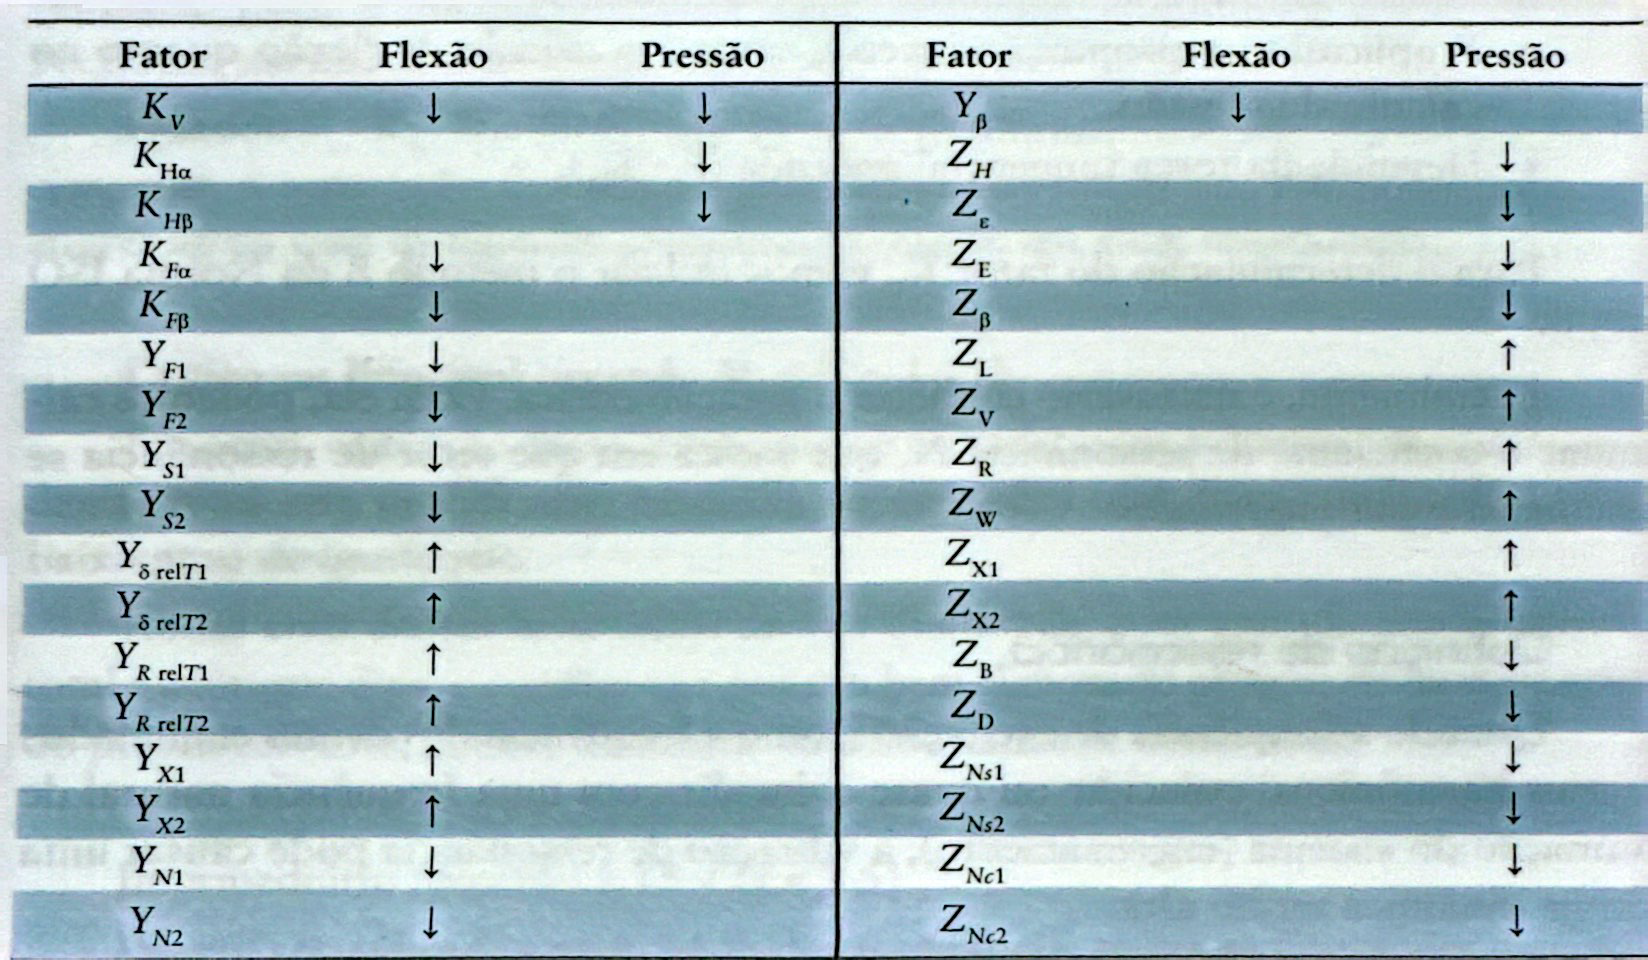 Fator Flexão Pressão Fator Flexão Pressão
K_V ↓ ↓ Y_β ↓
K_Hα ↓ Z_H ↓
K_Hβ ↓ Z_ε ↓
K_Fα ↓ Z_E ↓
K_Fβ ↓ Z_β ↓
Y_F1 ↓ Z_L ↑
Y_F2 ↓ Z_V ↑
Y_S1 ↓ Z_R ↑
Y_S2 ↓ Z_W ↑
Y_δ relT1 ↑ Z_X1 ↑
Y_δ relT2 ↑ Z_X2 ↑
Y_R relT1 ↑ Z_B ↓
Y_R relT2 ↑ Z_D ↓
Y_X1 ↑ Z_Ns1 ↓
Y_X2 ↑ Z_Ns2 ↓
Y_N1 ↓ Z_Nc1 ↓
Y_N2 ↓ Z_Nc2 ↓